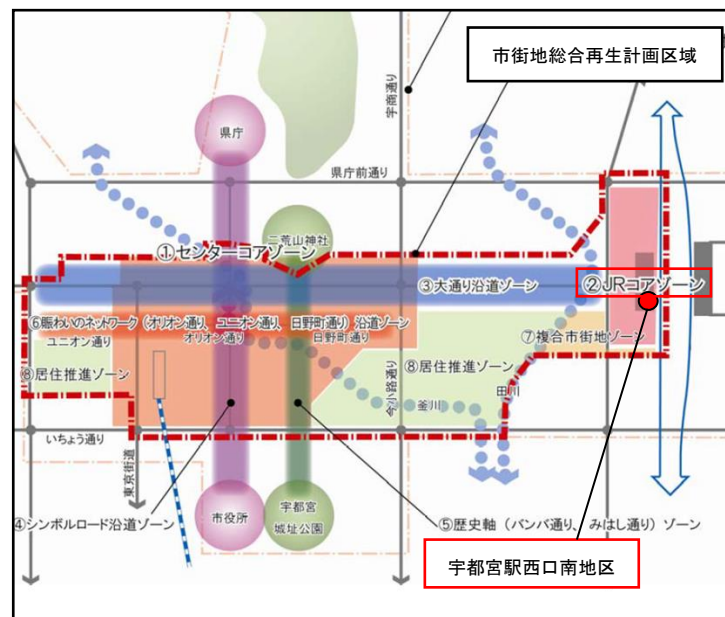 市街地総合再生計画区域
宇商通り
県庁
県庁前通り
二荒山神社
①センターコアゾーン
③大通り沿道ゾーン
②JRコアゾーン
⑥賑わいのネットワーク（オリオン通り、ユニオン通り、日野町通り）沿道ゾーン
ユニオン通り
オリオン通り
日野町通り
⑦複合市街地ゾーン
⑧居住推進ゾーン
⑧居住推進ゾーン
今小路通り
釜川
田川
いちょう通り
東京街道
④シンボルロード沿道ゾーン
市役所
宇都宮
城址公園
⑤歴史軸（バンバ通り、みはし通り）ゾーン
宇都宮駅西口南地区